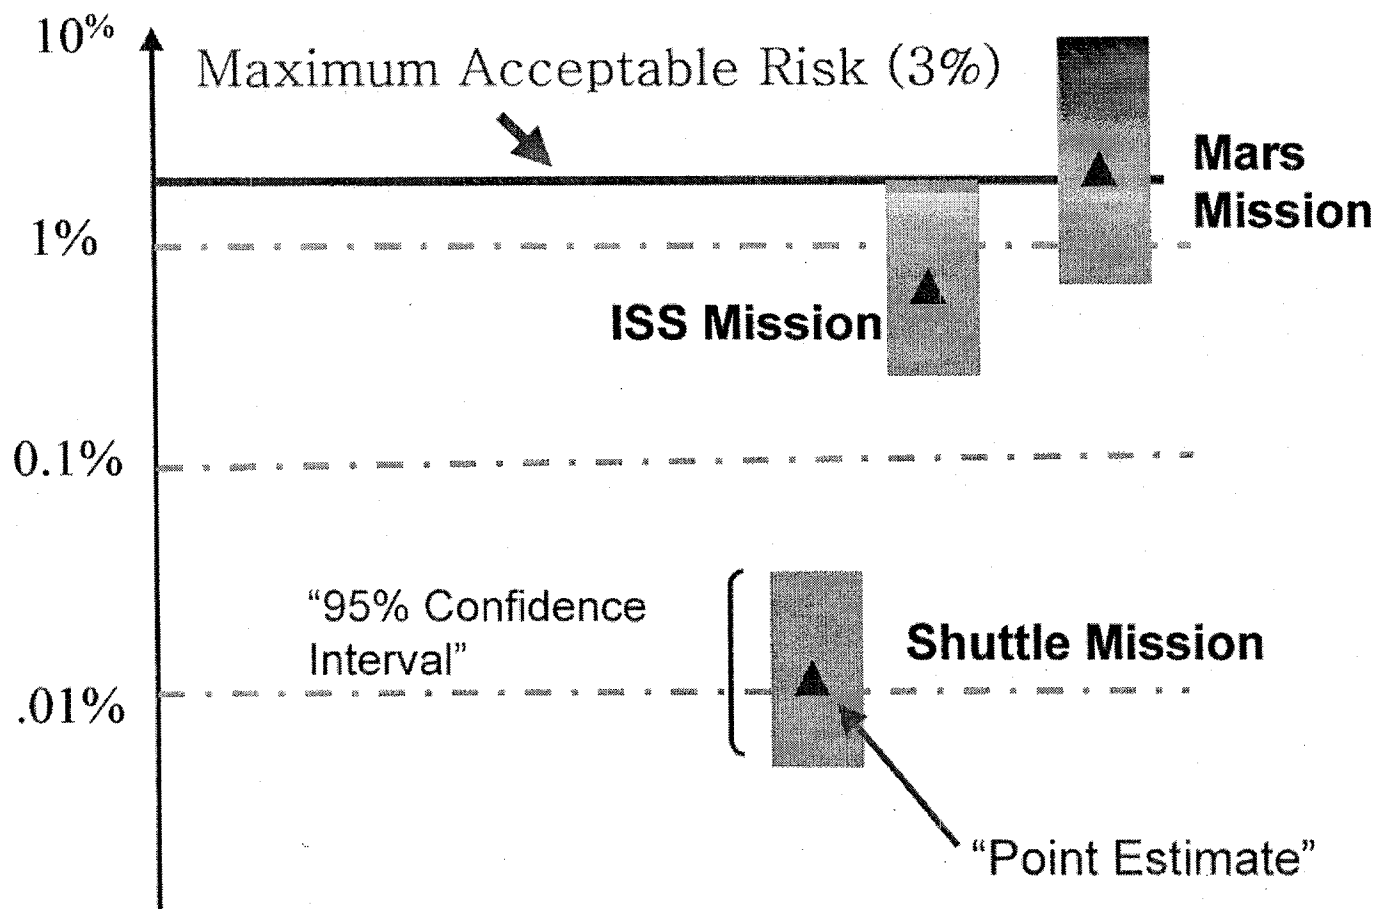 10%
Maximum Acceptable Risk (3%)
Mars
Mission
1%
ISS Mission
0.1%
“95% Confidence
Interval”
Shuttle Mission
.01%
“Point Estimate”